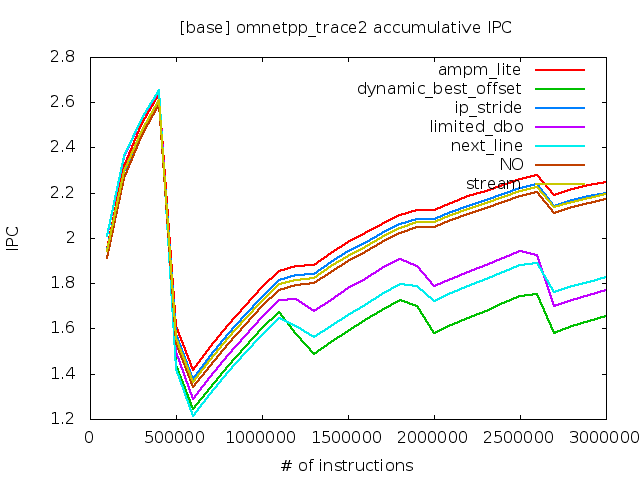 [base] omnetpp_trace2 accumulative IPC
2.8
2.6
2.4
2.2
2
1.8
1.6
1.4
1.2
IPC
ampm_lite
dynamic_best_offset
ip_stride
limited_dbo
next_line
NO
stream
0 500000 1000000 1500000 2000000 2500000 3000000
# of instructions